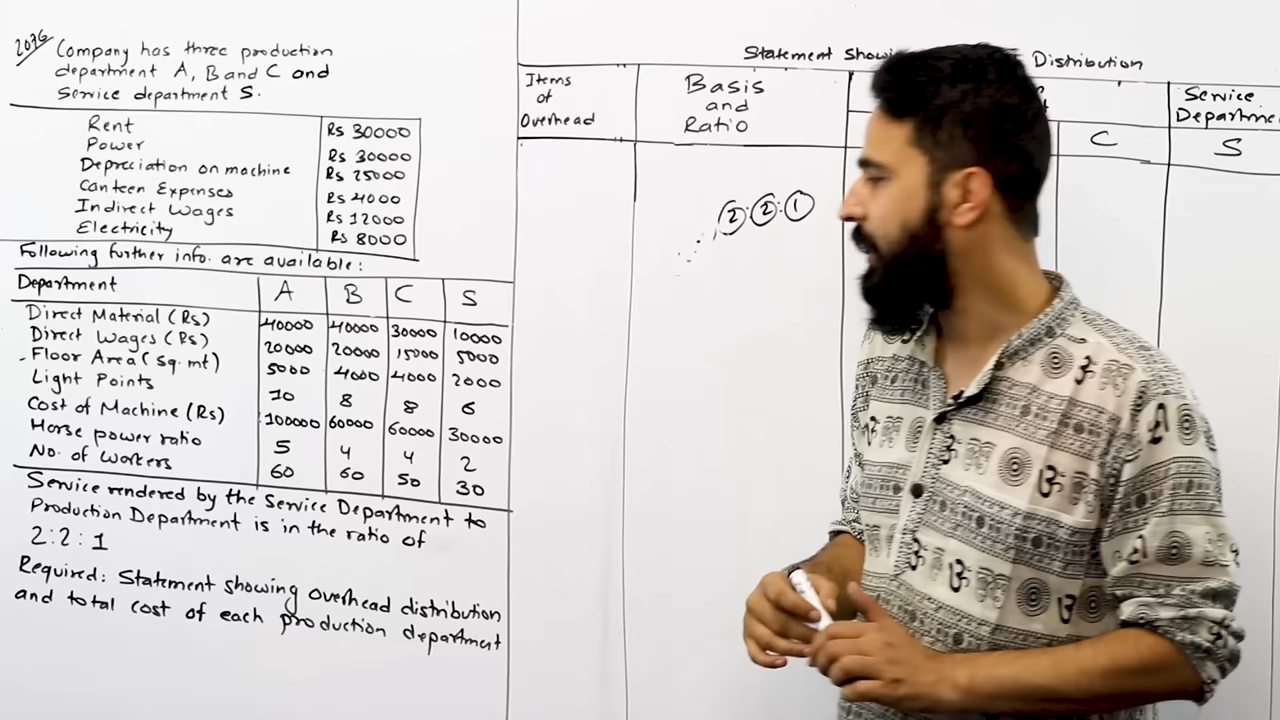 2076
Company has three production
department A, B and C and
Service department S.
Rent Rs 30000
Power Rs 30000
Depreciation on machine Rs 25000
Canteen Expenses Rs 4000
Indirect Wages Rs 12000
Electricity Rs 8000
Following further info. are available:
Department A B C S
Direct Material (Rs) 40000 40000 30000 10000
Direct Wages (Rs) 20000 20000 15000 5000
Floor Area (sq. mt) 5000 4000 4000 2000
Light Points 10 8 8 6
Cost of Machine (Rs) 100000 60000 60000 30000
Horse power ratio 5 4 4 2
No. of Workers 60 60 50 30
Service rendered by the Service Department to
Production Department is in the ratio of
2:2:1
Required: Statement showing overhead distribution
and total cost of each production department
Statement Distribution
Items
of
Overhead
Basis
and
Ratio
Service
C
S
2:2:1